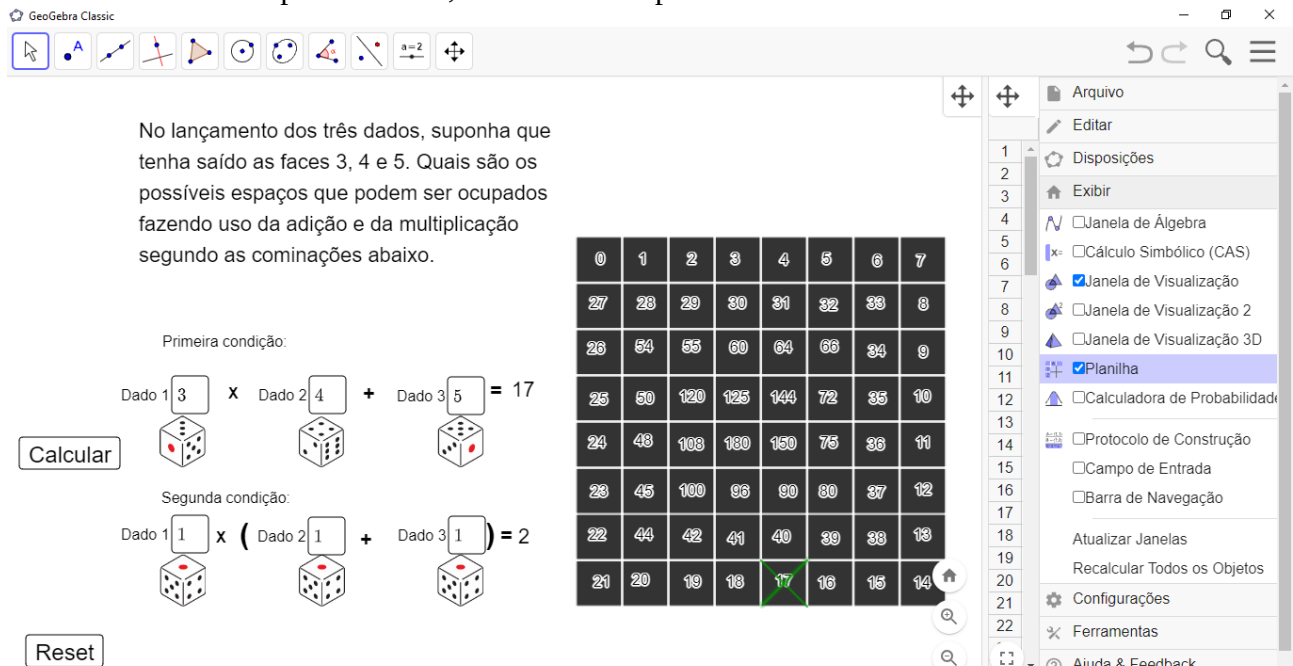 GeoGebra Classic
A
α
a=2
No lançamento dos três dados, suponha que
tenha saído as faces 3, 4 e 5. Quais são os
possíveis espaços que podem ser ocupados
fazendo uso da adição e da multiplicação
segundo as cominações abaixo.
Primeira condição:
Dado 1 3 x Dado 2 4 + Dado 3 5 = 17
Calcular
Segunda condição:
Dado 1 1 x ( Dado 2 1 + Dado 3 1 ) = 2
Reset
0 1 2 3 4 5 6 7
27 28 29 30 31 32 33 8
26 54 55 60 64 66 34 9
25 50 120 125 144 72 35 10
24 48 108 180 150 75 36 11
23 45 100 96 90 80 37 12
22 44 42 41 40 39 38 13
21 20 19 18 17 16 15 14
1
2
3
4
5
6
7
8
9
10
11
12
13
14
15
16
17
18
19
20
21
22
Arquivo
Editar
Disposições
Exibir
Janela de Álgebra
x= Cálculo Simbólico (CAS)
Janela de Visualização
Janela de Visualização 2
Janela de Visualização 3D
Planilha
Calculadora de Probabilidade
Protocolo de Construção
Campo de Entrada
Barra de Navegação
Atualizar Janelas
Recalcular Todos os Objetos
Configurações
Ferramentas
Ajuda & Feedback